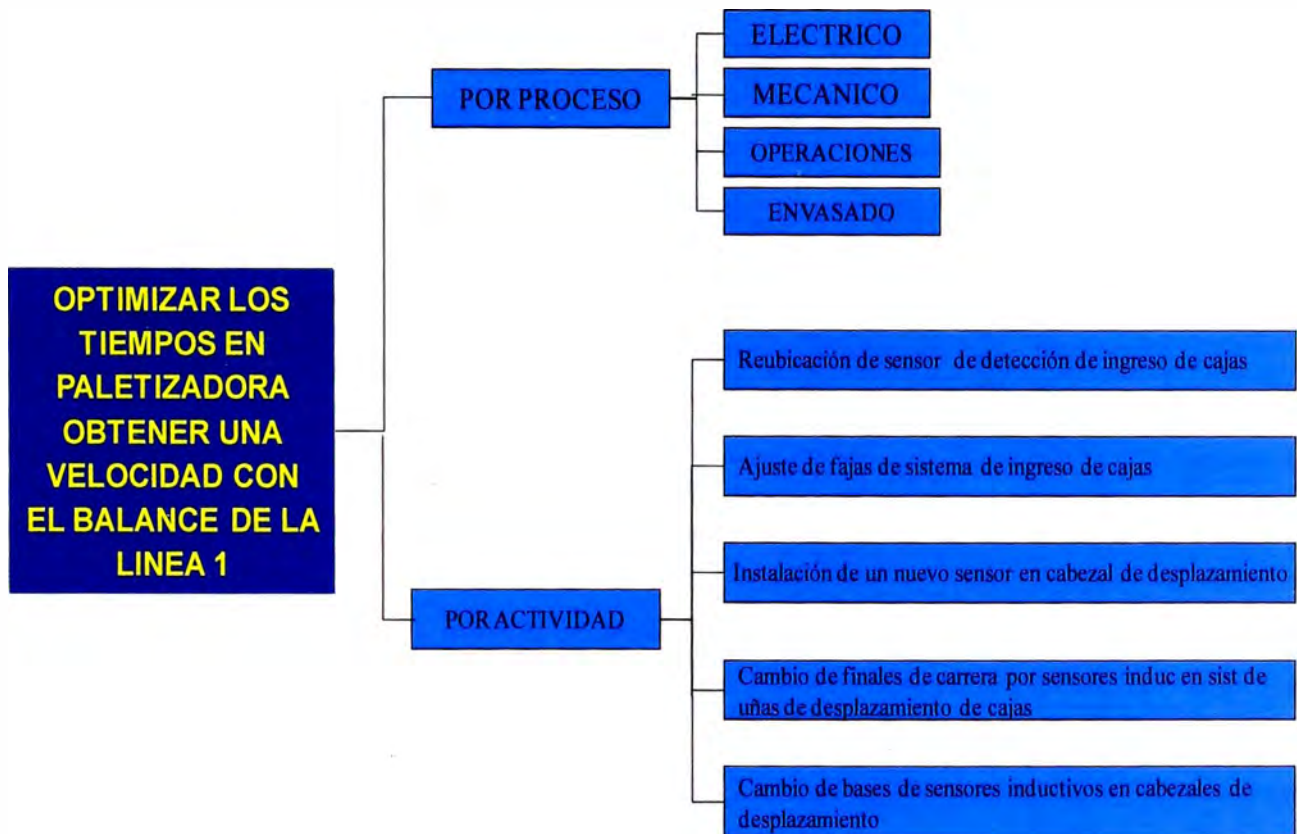 OPTIMIZAR LOS
TIEMPOS EN
PALETIZADORA
OBTENER UNA
VELOCIDAD CON
EL BALANCE DE LA
LINEA 1
POR PROCESO
ELECTRICO
MECANICO
OPERACIONES
ENVASADO
POR ACTIVIDAD
Reubicación de sensor de detección de ingreso de cajas
Ajuste de fajas de sistema de ingreso de cajas
Instalación de un nuevo sensor en cabezal de desplazamiento
Cambio de finales de carrera por sensores induc en sist de
uñas de desplazamiento de cajas
Cambio de bases de sensores inductivos en cabezales de
desplazamiento